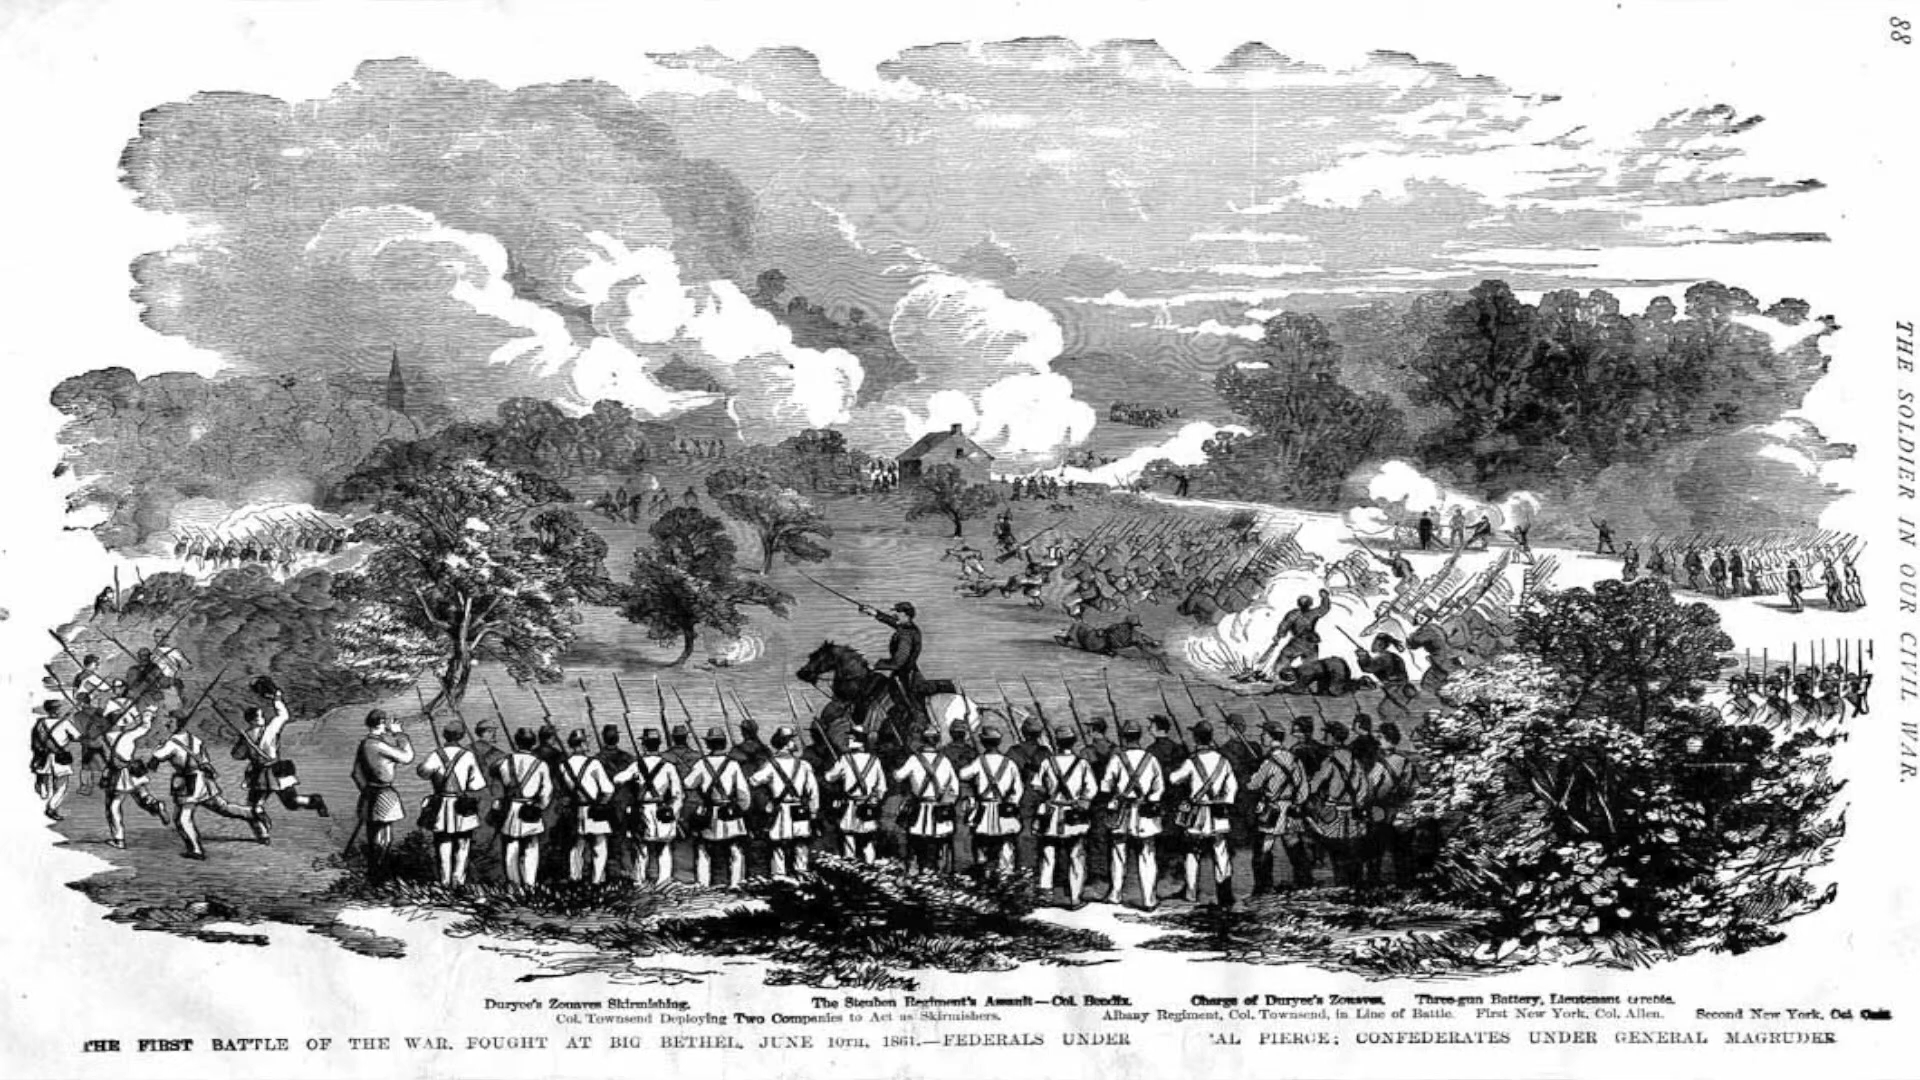 88
THE SOLDIER IN OUR CIVIL WAR.
Duryee's Zouaves Skirmishing. The Steuben Regiment's Assault—Col. Bendix. Charge of Duryee's Zouaves. Three-gun Battery, Lieutenant Greble.
Col. Townsend Deploying Two Companies to Act as Skirmishers. Albany Regiment, Col. Townsend, in Line of Battle. First New York, Col. Allen. Second New York, Col.
THE FIRST BATTLE OF THE WAR, FOUGHT AT BIG BETHEL, JUNE 10TH, 1861.—FEDERALS UNDER 'AL PIERCE; CONFEDERATES UNDER GENERAL MAGRUDER